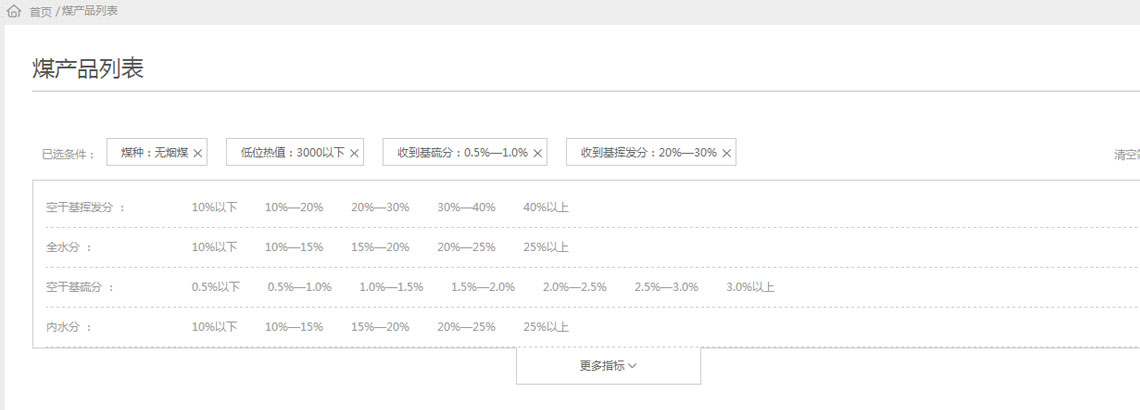 首页 / 煤产品列表
煤产品列表
已选条件： 煤种：无烟煤 低位热值：3000以下 收到基硫分：0.5%—1.0% 收到基挥发分：20%—30% 清空
空干基挥发分 ： 10%以下 10%—20% 20%—30% 30%—40% 40%以上
全水分 ： 10%以下 10%—15% 15%—20% 20%—25% 25%以上
空干基硫分 ： 0.5%以下 0.5%—1.0% 1.0%—1.5% 1.5%—2.0% 2.0%—2.5% 2.5%—3.0% 3.0%以上
内水分 ： 10%以下 10%—15% 15%—20% 20%—25% 25%以上
更多指标